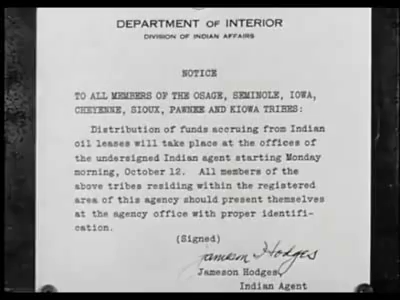 DEPARTMENT OF INTERIOR
DIVISION OF INDIAN AFFAIRS
NOTICE
TO ALL MEMBERS OF THE OSAGE, SEMINOLE, IOWA,
CHEYENNE, SIOUX, PAWNEE AND KIOWA TRIBES:
Distribution of funds accruing from Indian
oil leases will take place at the offices of
the undersigned Indian agent starting Monday
morning, October 12. All members of the
above tribes residing within the registered
area of this agency should present themselves
at the agency office with proper identifi-
cation.
(Signed)
Jameson Hodges
Jameson Hodges,
Indian Agent